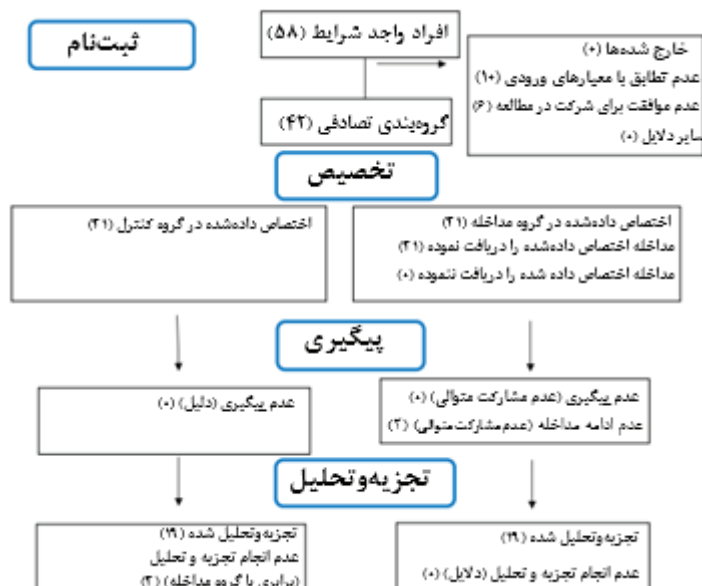 ثبت‌نام
افراد واجد شرایط (۵۸)
خارج شده‌ها (۰)
عدم تطابق با معیارهای ورودی (۱۰)
عدم موافقت برای شرکت در مطالعه (۶)
سایر دلایل (۰)
گروه‌بندی تصادفی (۴۲)
تخصیص
اختصاص داده‌شده در گروه مداخله (۲۱)
مداخله اختصاص داده‌شده را دریافت نموده (۲۱)
مداخله اختصاص داده شده را دریافت ننموده (۰)
اختصاص داده‌شده در گروه کنترل (۲۱)
پیگیری
عدم پیگیری (عدم مشارکت متوالی) (۰)
عدم ادامه مداخله (عدم مشارکت متوالی) (۲)
عدم پیگیری (دلیل) (۰)
تجزیه‌وتحلیل
تجزیه‌وتحلیل شده (۱۹)
عدم انجام تجزیه و تحلیل (دلایل) (۰)
تجزیه‌وتحلیل شده (۱۹)
عدم انجام تجزیه و تحلیل
(برابری با گروه مداخله) (۲)